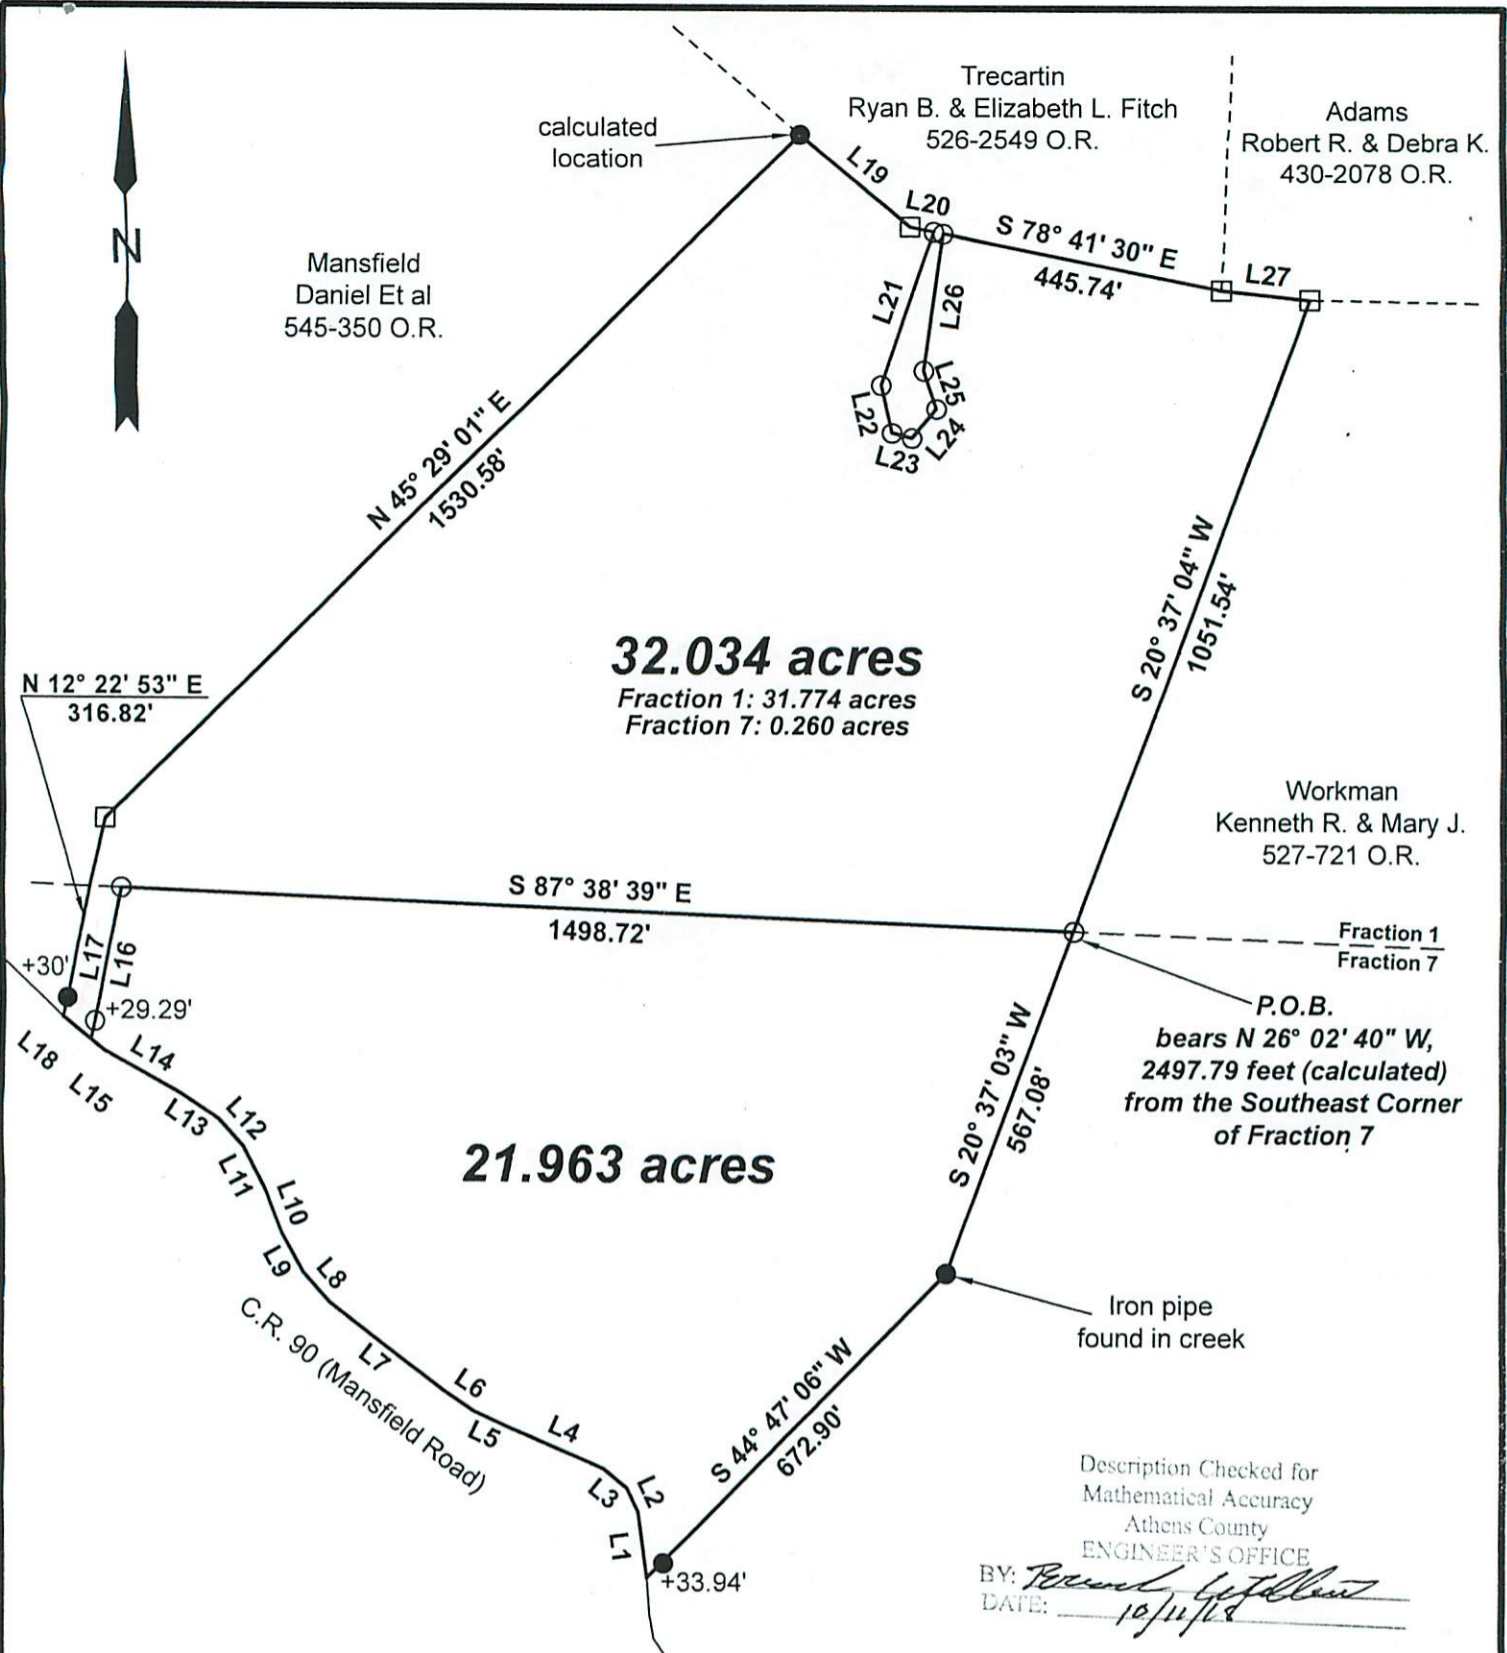 Trecartin
Ryan B. & Elizabeth L. Fitch
526-2549 O.R.
Adams
Robert R. & Debra K.
430-2078 O.R.
calculated
location
L19
L20
S 78° 41' 30" E
445.74'
L27
N
Mansfield
Daniel Et al
545-350 O.R.
L21
L26
L22
L25
L24
L23
N 45° 29' 01" E
1530.58'
S 20° 37' 04" W
1051.54'
32.034 acres
Fraction 1: 31.774 acres
Fraction 7: 0.260 acres
N 12° 22' 53" E
316.82'
Workman
Kenneth R. & Mary J.
527-721 O.R.
S 87° 38' 39" E
1498.72'
Fraction 1
Fraction 7
L17
L16
+30'
+29.29'
P.O.B.
bears N 26° 02' 40" W,
2497.79 feet (calculated)
from the Southeast Corner
of Fraction 7
S 20° 37' 03" W
567.08'
L18
L15
L14
L13
L12
L11
L10
L9
L8
21.963 acres
C.R. 90 (Mansfield Road)
L7
L6
L5
L4
L3
L2
L1
Iron pipe
found in creek
S 44° 47' 06" W
672.90'
+33.94'
Description Checked for
Mathematical Accuracy
Athens County
ENGINEER'S OFFICE
BY:
DATE: 10/11/18